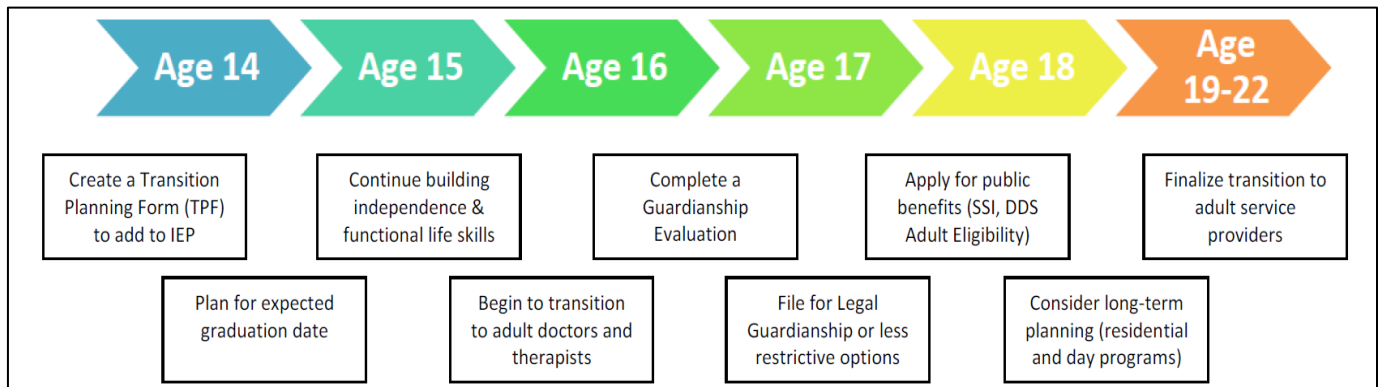 Age 14
Age 15
Age 16
Age 17
Age 18
Age
19-22
Create a Transition
Planning Form (TPF)
to add to IEP
Continue building
independence &
functional life skills
Complete a
Guardianship
Evaluation
Apply for public
benefits (SSI, DDS
Adult Eligibility)
Finalize transition to
adult service
providers
Plan for expected
graduation date
Begin to transition
to adult doctors and
therapists
File for Legal
Guardianship or less
restrictive options
Consider long-term
planning (residential
and day programs)